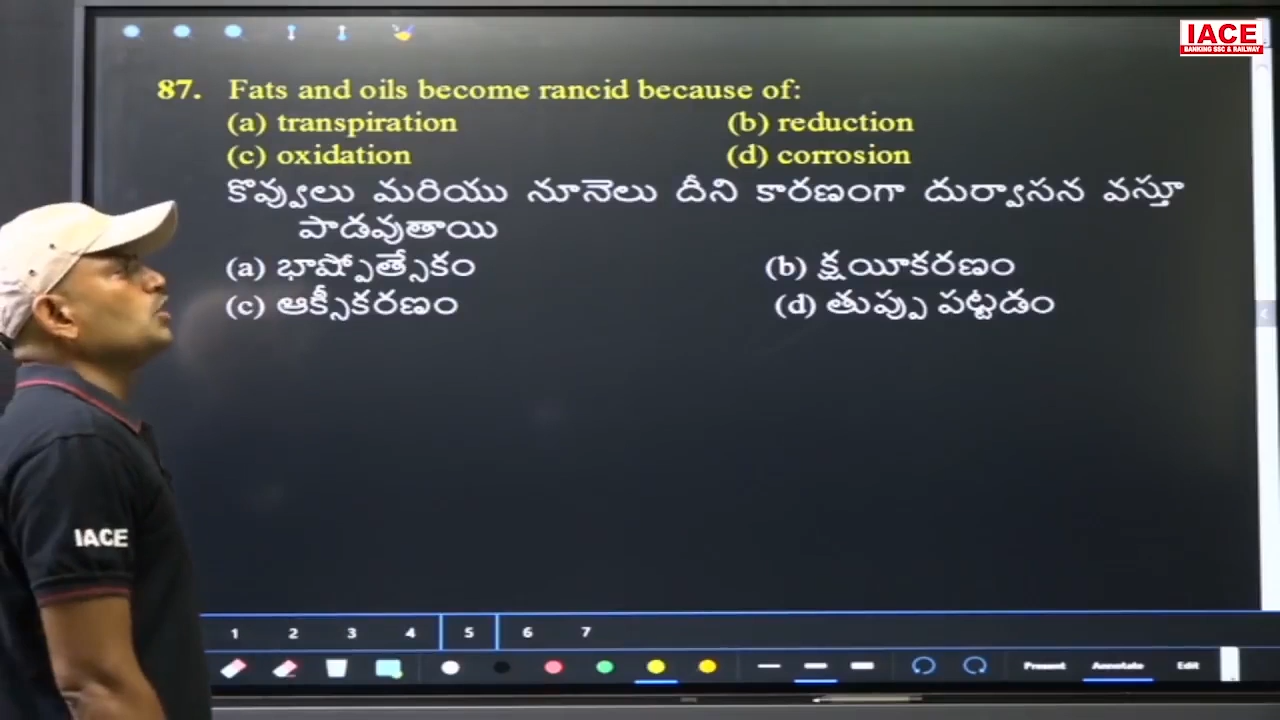 IACE
BANKING SSC & RAILWAY
87. Fats and oils become rancid because of:
(a) transpiration (b) reduction
(c) oxidation (d) corrosion
కొవ్వులు మరియు నూనెలు దీని కారణంగా దుర్వాసన వస్తూ
పాడవుతాయి
(a) భాష్పోత్సేకం (b) క్షయీకరణం
(c) ఆక్సీకరణం (d) తుప్పు పట్టడం
IACE
1 2 3 4 5 6 7
Present Annotate Edit